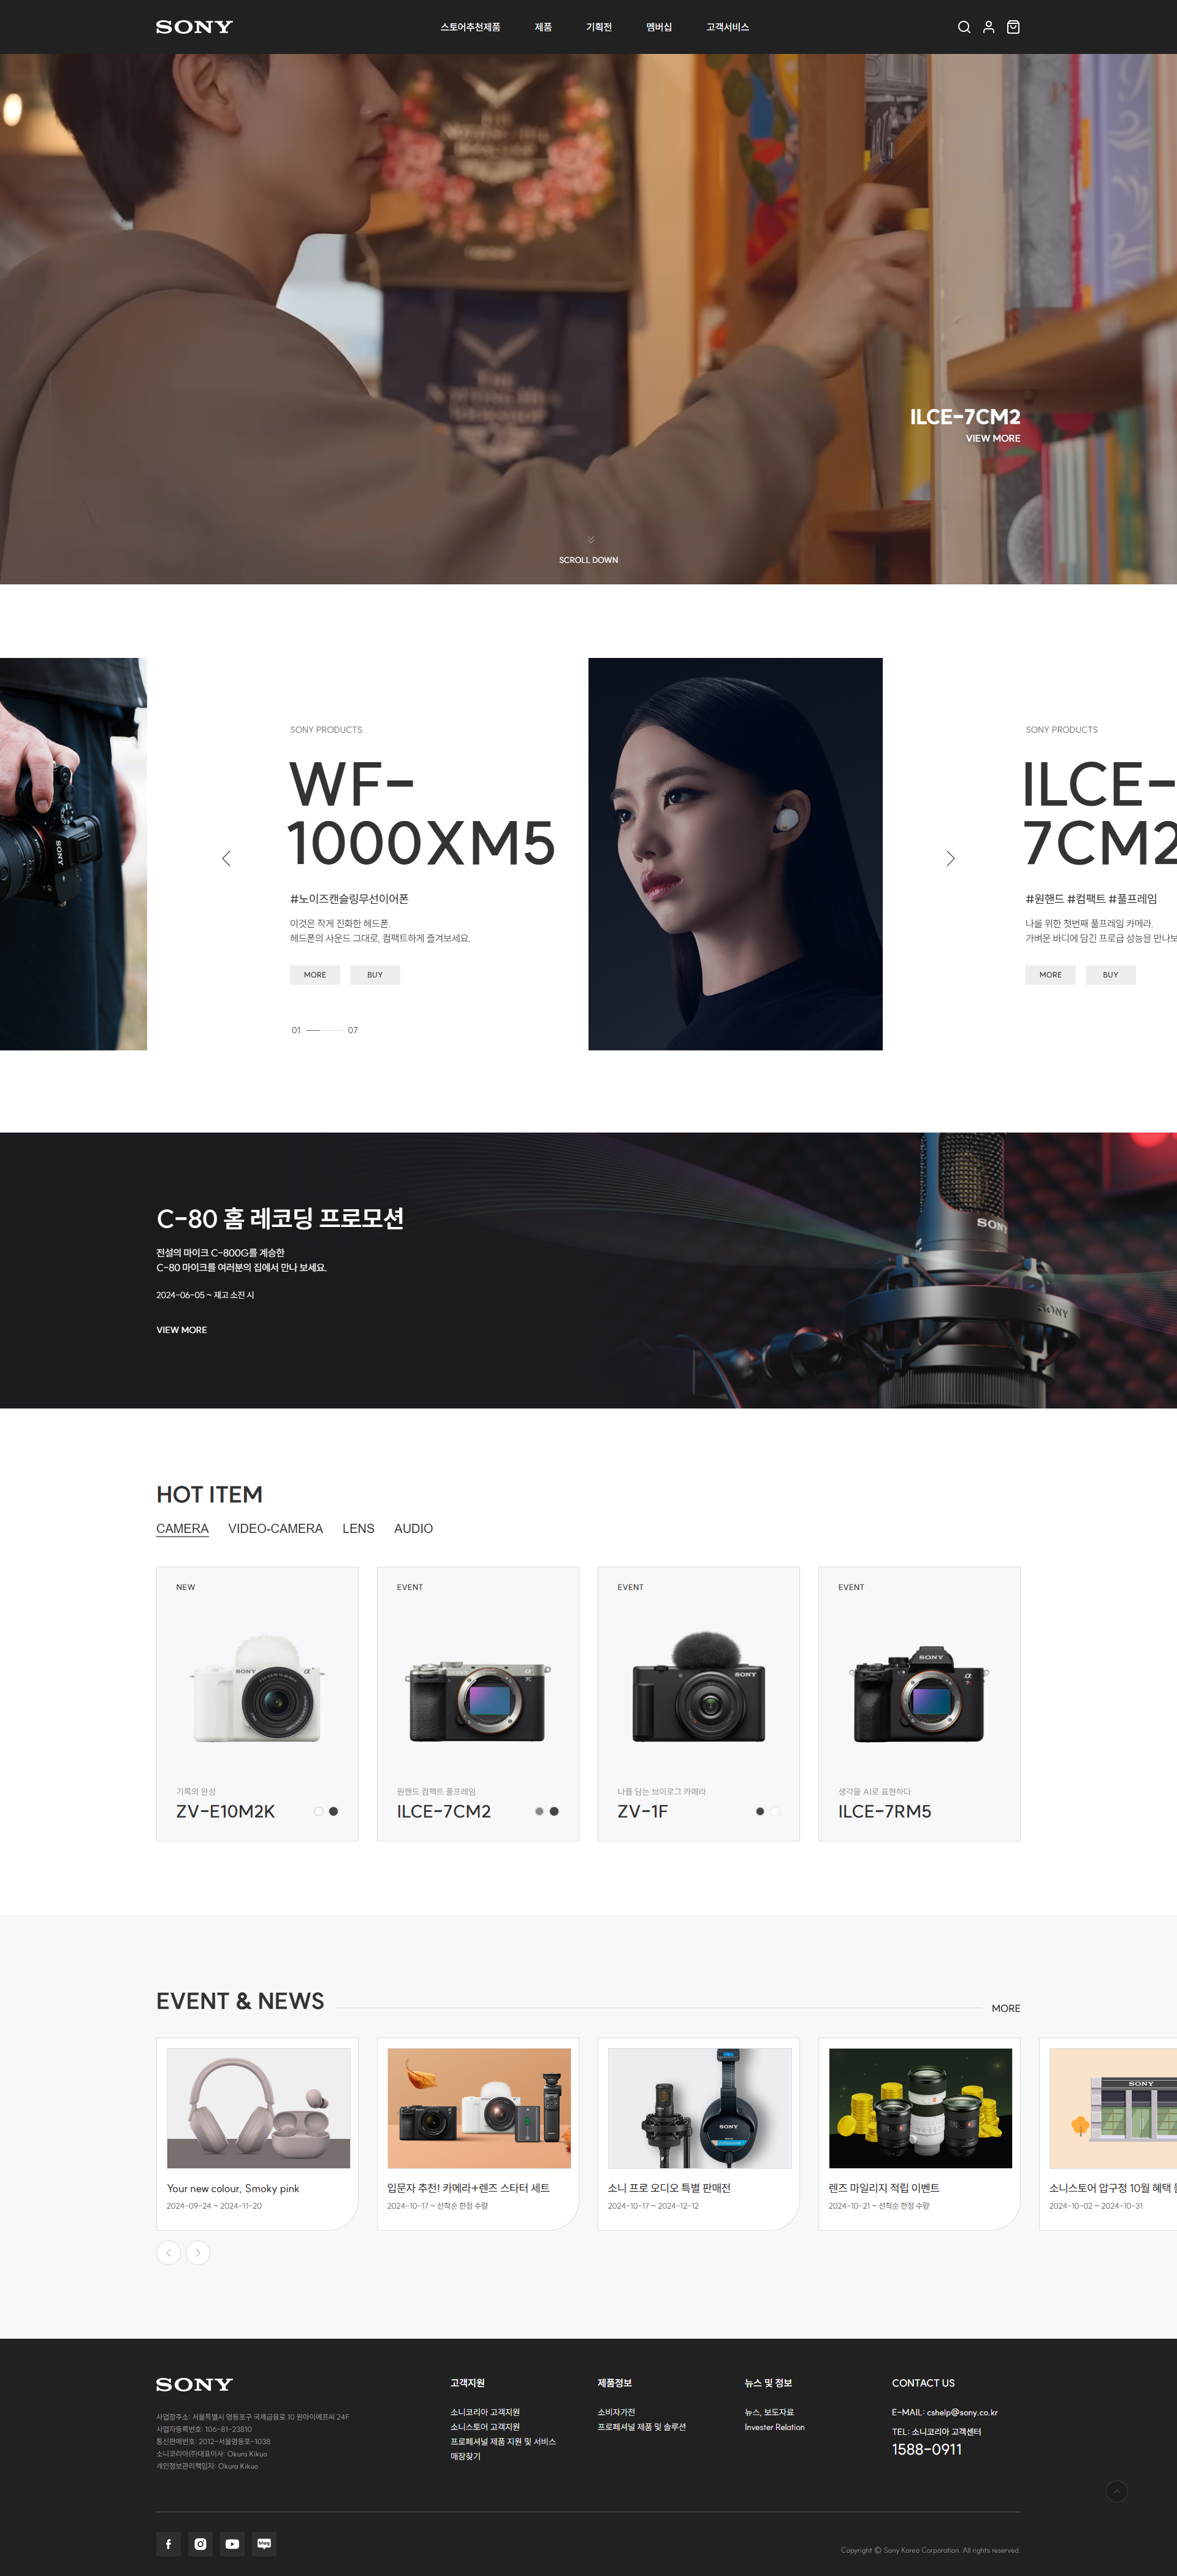 SONY
스토어추천제품
제품
기획전
멤버십
고객서비스
ILCE-7CM2
VIEW MORE
SCROLL DOWN
SONY
SONY PRODUCTS
WF-
1000XM5
#노이즈캔슬링무선이어폰
이것은 작게 진화한 헤드폰.
헤드폰의 사운드 그대로, 컴팩트하게 즐겨보세요.
MORE
BUY
01
07
SONY PRODUCTS
ILCE-
7CM2
#원핸드 #컴팩트 #풀프레임
나를 위한 첫번째 풀프레임 카메라.
가벼운 바디에 담긴 프로급 성능을 만나보
MORE
BUY
C-80 홈 레코딩 프로모션
전설의 마이크 C-800G를 계승한
C-80 마이크를 여러분의 집에서 만나 보세요.
2024-06-05 ~ 재고 소진 시
VIEW MORE
SONY
SONY
HOT ITEM
CAMERA
VIDEO-CAMERA
LENS
AUDIO
NEW
SONY
기록의 완성
ZV-E10M2K
EVENT
원핸드 컴팩트 풀프레임
ILCE-7CM2
EVENT
SONY
나를 담는 브이로그 카메라
ZV-1F
EVENT
SONY
생각을 AI로 표현하다
ILCE-7RM5
EVENT & NEWS
MORE
Your new colour, Smoky pink
2024-09-24 ~ 2024-11-20
입문자 추천! 카메라+렌즈 스타터 세트
2024-10-17 ~ 선착순 한정 수량
SONY
소니 프로 오디오 특별 판매전
2024-10-17 ~ 2024-12-12
렌즈 마일리지 적립 이벤트
2024-10-21 ~ 선착순 한정 수량
SONY
소니스토어 압구정 10월 혜택
2024-10-02 ~ 2024-10-31
SONY
사업장주소: 서울특별시 영등포구 국제금융로 10 원아이에프씨 24F
사업자등록번호: 106-81-23810
통신판매번호: 2012-서울영등포-1038
소니코리아(주)대표이사: Okura Kikuo
개인정보관리책임자: Okura Kikuo
고객지원
소니코리아 고객지원
소니스토어 고객지원
프로페셔널 제품 지원 및 서비스
매장찾기
제품정보
소비자가전
프로페셔널 제품 및 솔루션
뉴스 및 정보
뉴스, 보도자료
Invester Relation
CONTACT US
E-MAIL: cshelp@sony.co.kr
TEL: 소니코리아 고객센터
1588-0911
blog
Copyright © Sony Korea Corporation. All rights reserved.